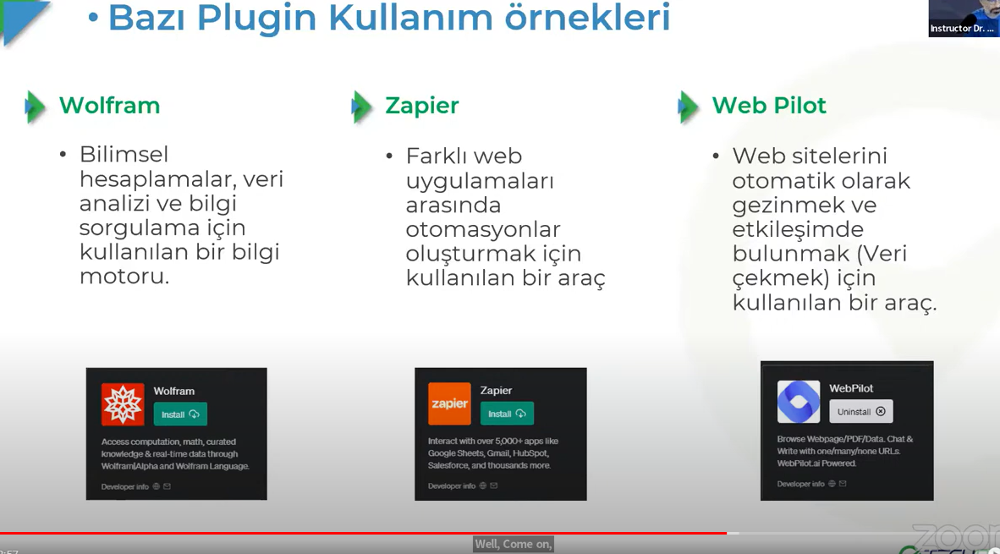 • Bazı Plugin Kullanım örnekleri
Instructor Dr. ...
Wolfram
• Bilimsel
hesaplamalar, veri
analizi ve bilgi
sorgulama için
kullanılan bir bilgi
motoru.
Zapier
• Farklı web
uygulamaları
arasında
otomasyonlar
oluşturmak için
kullanılan bir araç
Web Pilot
• Web sitelerini
otomatik olarak
gezinmek ve
etkileşimde
bulunmak (Veri
çekmek) için
kullanılan bir araç.
Wolfram
Install
Access computation, math, curated
knowledge & real-time data through
Wolfram|Alpha and Wolfram Language.
Developer info
zapier
Zapier
Install
Interact with over 5,000+ apps like
Google Sheets, Gmail, HubSpot,
Salesforce, and thousands more.
Developer info
WebPilot
Uninstall
Browse Webpage/PDF/Data. Chat &
Write with one/many/none URLs.
WebPilot.ai Powered.
Developer info
Well, Come on,
zoom